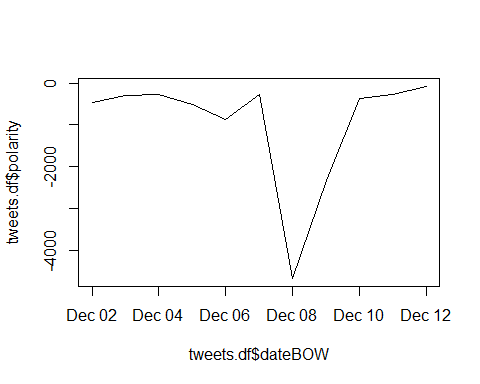 0
-2000
-4000
tweets.df$polarity
Dec 02 Dec 04 Dec 06 Dec 08 Dec 10 Dec 12
tweets.df$dateBOW